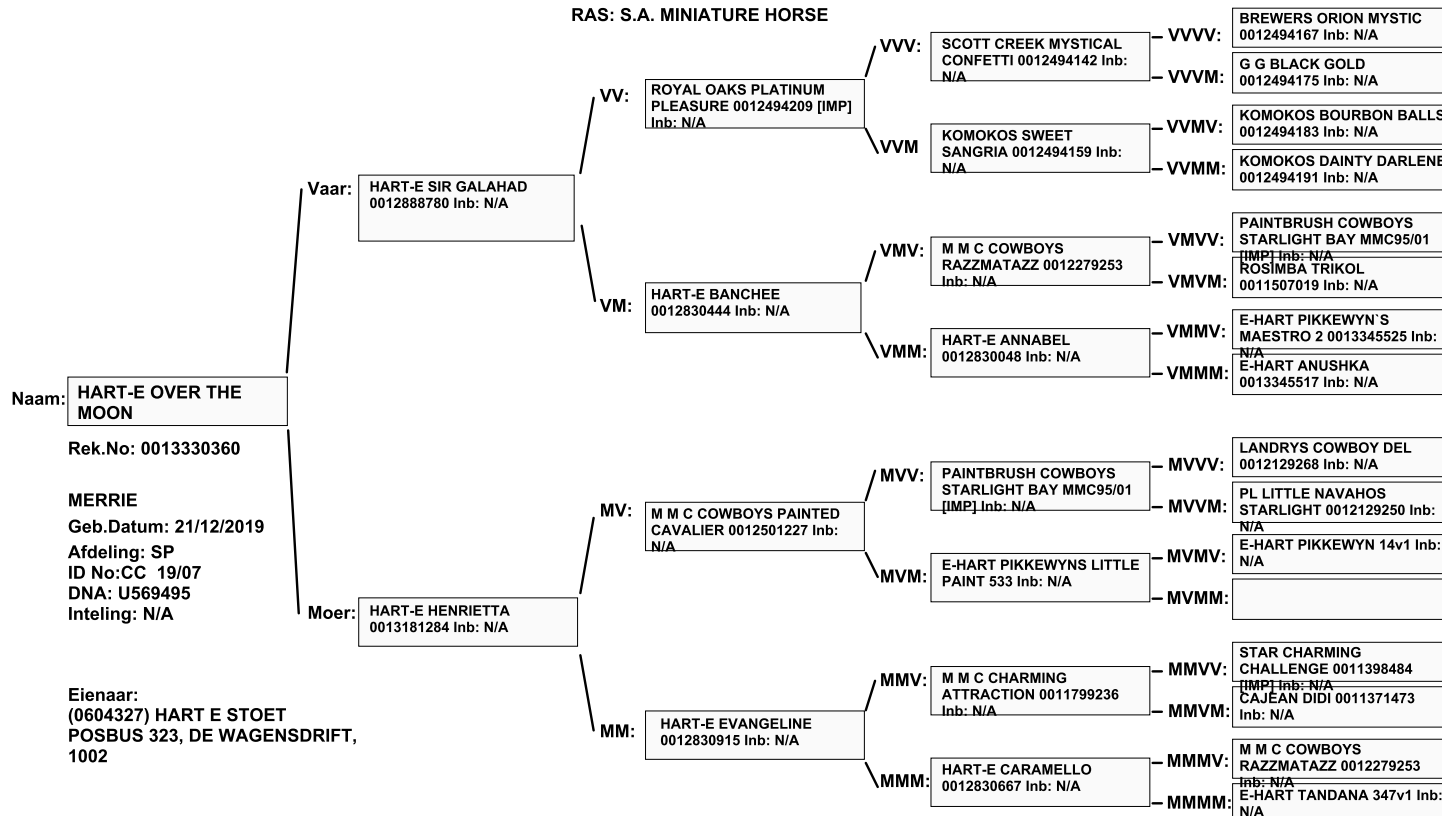 RAS: S.A. MINIATURE HORSE
Naam:
HART-E OVER THE
MOON
Rek.No: 0013330360
MERRIE
Geb.Datum: 21/12/2019
Afdeling: SP
ID No:CC 19/07
DNA: U569495
Inteling: N/A
Eienaar:
(0604327) HART E STOET
POSBUS 323, DE WAGENSDRIFT,
1002
Vaar:
HART-E SIR GALAHAD
0012888780 Inb: N/A
Moer:
HART-E HENRIETTA
0013181284 Inb: N/A
VV:
ROYAL OAKS PLATINUM
PLEASURE 0012494209 [IMP]
Inb: N/A
VM:
HART-E BANCHEE
0012830444 Inb: N/A
MV:
M M C COWBOYS PAINTED
CAVALIER 0012501227 Inb:
N/A
MM:
HART-E EVANGELINE
0012830915 Inb: N/A
VVV:
SCOTT CREEK MYSTICAL
CONFETTI 0012494142 Inb:
N/A
VVM
KOMOKOS SWEET
SANGRIA 0012494159 Inb:
N/A
VMV:
M M C COWBOYS
RAZZMATAZZ 0012279253
Inb: N/A
VMM:
HART-E ANNABEL
0012830048 Inb: N/A
MVV:
PAINTBRUSH COWBOYS
STARLIGHT BAY MMC95/01
[IMP] Inb: N/A
MVM:
E-HART PIKKEWYNS LITTLE
PAINT 533 Inb: N/A
MMV:
M M C CHARMING
ATTRACTION 0011799236
Inb: N/A
MMM:
HART-E CARAMELLO
0012830667 Inb: N/A
VVVV:
BREWERS ORION MYSTIC
0012494167 Inb: N/A
VVVM:
G G BLACK GOLD
0012494175 Inb: N/A
VVMV:
KOMOKOS BOURBON BALLS
0012494183 Inb: N/A
VVMM:
KOMOKOS DAINTY DARLENE
0012494191 Inb: N/A
VMVV:
PAINTBRUSH COWBOYS
STARLIGHT BAY MMC95/01
[IMP] Inb: N/A
VMVM:
ROSIMBA TRIKOL
0011507019 Inb: N/A
VMMV:
E-HART PIKKEWYN`S
MAESTRO 2 0013345525 Inb:
N/A
VMMM:
E-HART ANUSHKA
0013345517 Inb: N/A
MVVV:
LANDRYS COWBOY DEL
0012129268 Inb: N/A
MVVM:
PL LITTLE NAVAHOS
STARLIGHT 0012129250 Inb:
N/A
MVMV:
E-HART PIKKEWYN 14v1 Inb:
N/A
MVMM:
MMVV:
STAR CHARMING
CHALLENGE 0011398484
[IMP] Inb: N/A
MMVM:
CAJEAN DIDI 0011371473
Inb: N/A
MMMV:
M M C COWBOYS
RAZZMATAZZ 0012279253
Inb: N/A
MMMM:
E-HART TANDANA 347v1 Inb:
N/A